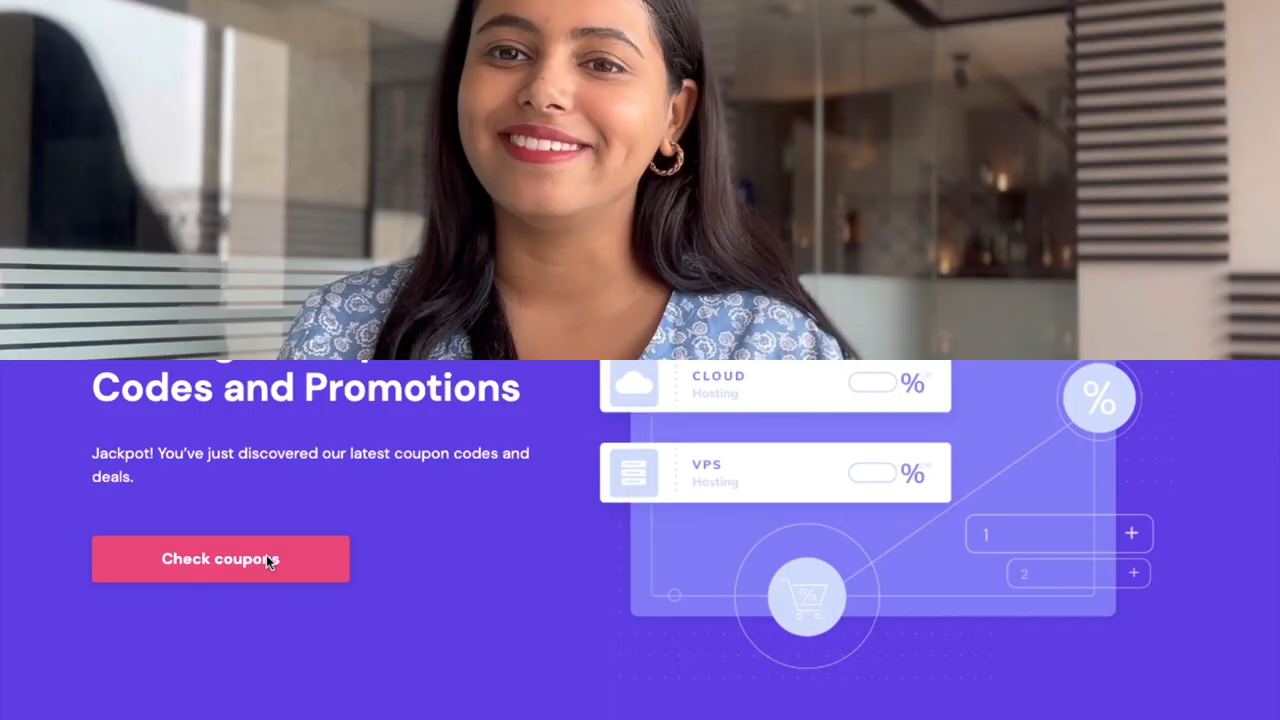 Codes and Promotions
Jackpot! You’ve just discovered our latest coupon codes and
deals.
Check coupons
CLOUD
Hosting
%
VPS
Hosting
%
%
%
1 +
2 +